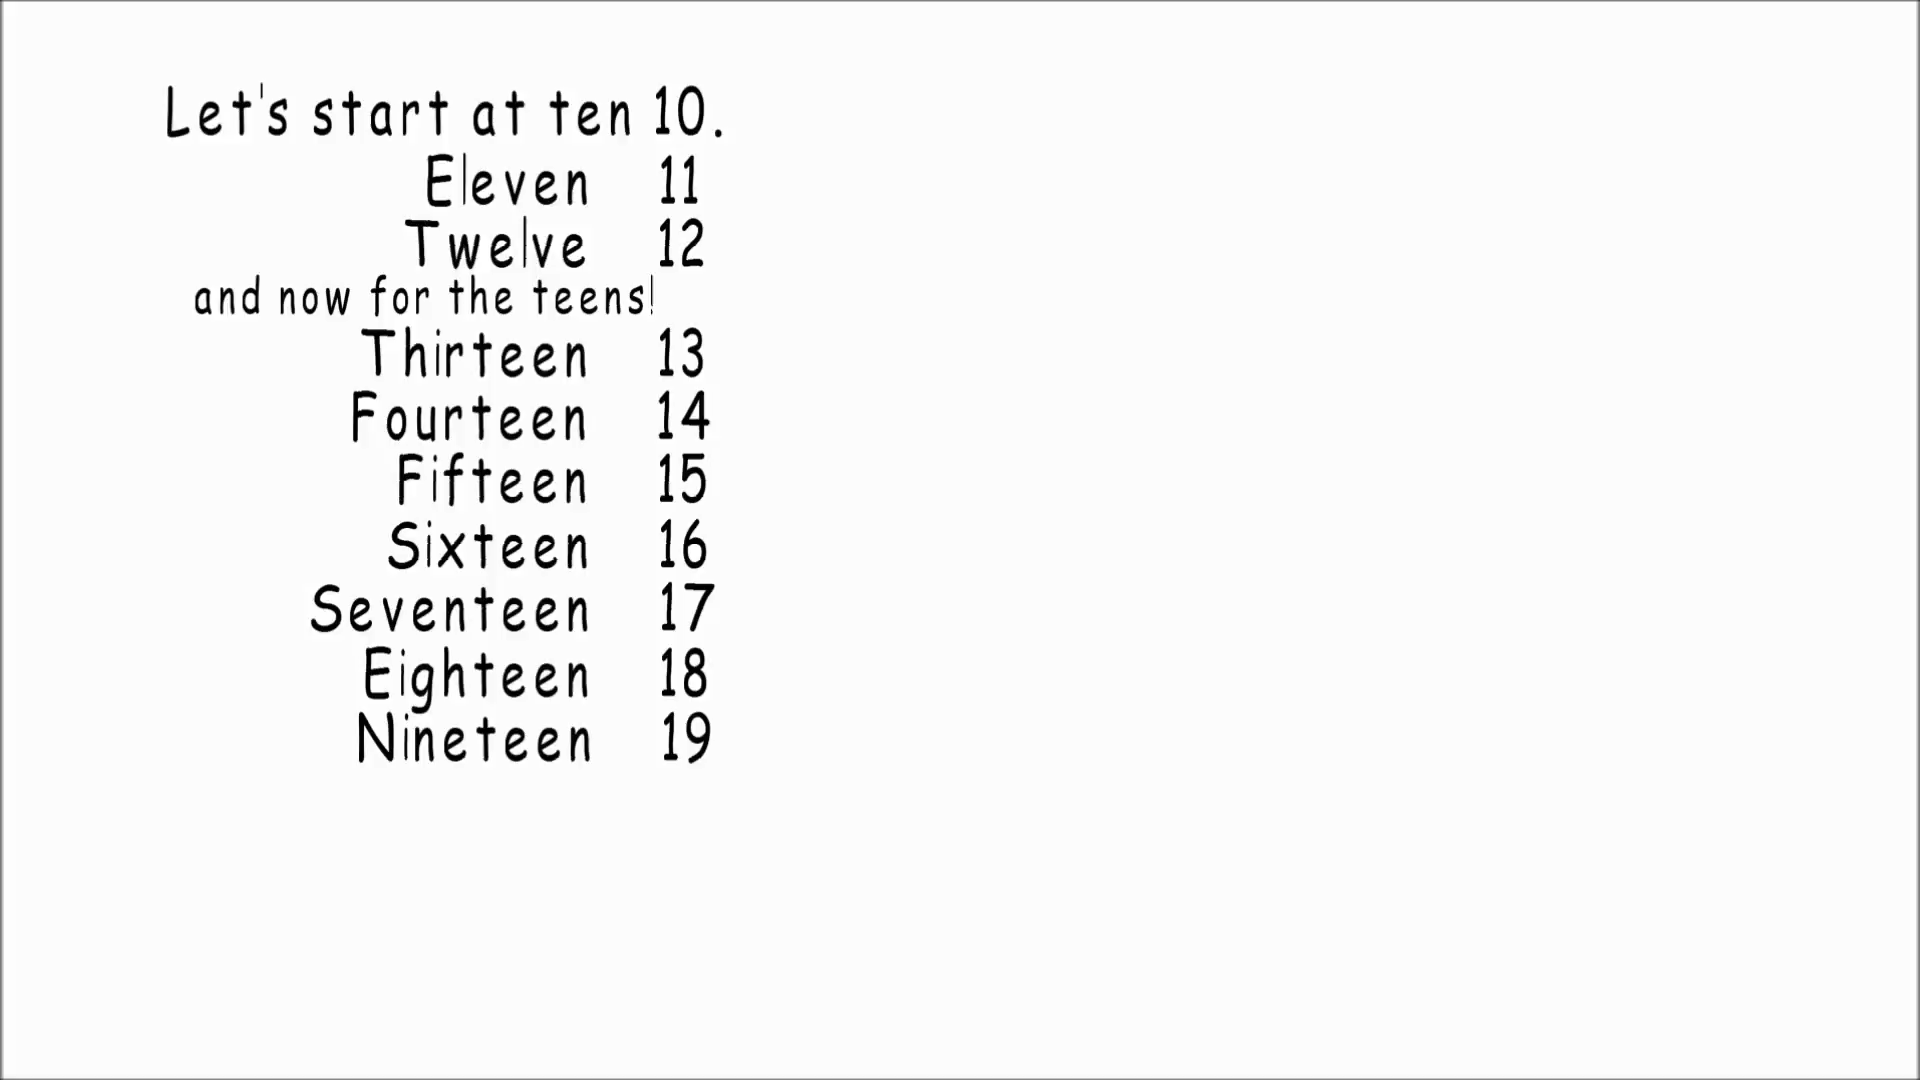 Let's start at ten 10.
Eleven 11
Twelve 12
and now for the teens!
Thirteen 13
Fourteen 14
Fifteen 15
Sixteen 16
Seventeen 17
Eighteen 18
Nineteen 19